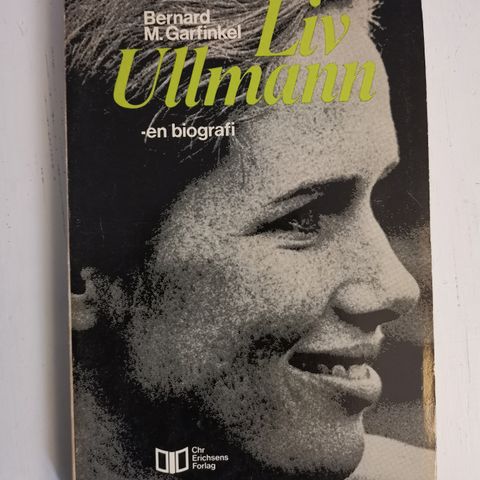 Bernard
M. Garfinkel
Liv
Ullmann
-en biografi
Chr
Erichsens
Forlag